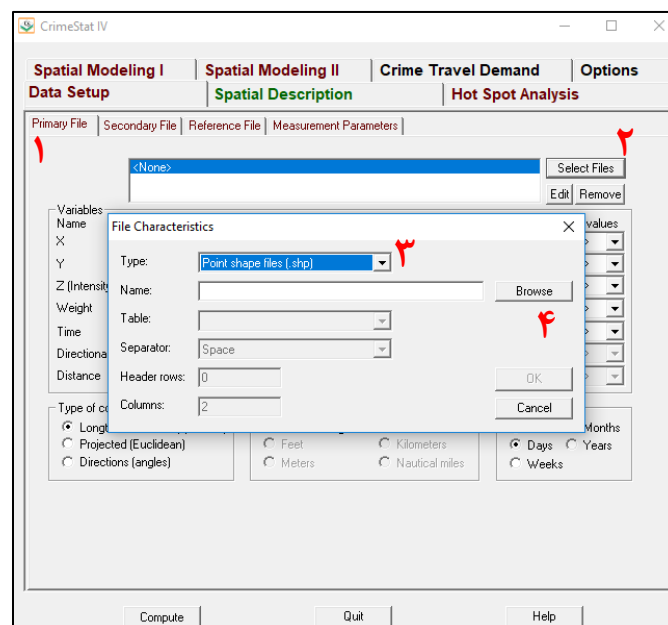 CrimeStat IV
Spatial Modeling I Spatial Modeling II Crime Travel Demand Options
Data Setup Spatial Description Hot Spot Analysis
Primary File Secondary File Reference File Measurement Parameters
۱
۲
<None>
Select Files
Edit Remove
Variables
Name
values
X
Y
Z (Intensity
Weight
Time
Directional
Distance
File Characteristics
Type: Point shape files (.shp)
۳
Name: Browse
۴
Table:
Separator: Space
Header rows: 0
OK
Columns: 2
Cancel
Type of co
Longit
Projected (Euclidean)
Directions (angles)
Feet Kilometers
Meters Nautical miles
Months
Days Years
Weeks
Compute Quit Help